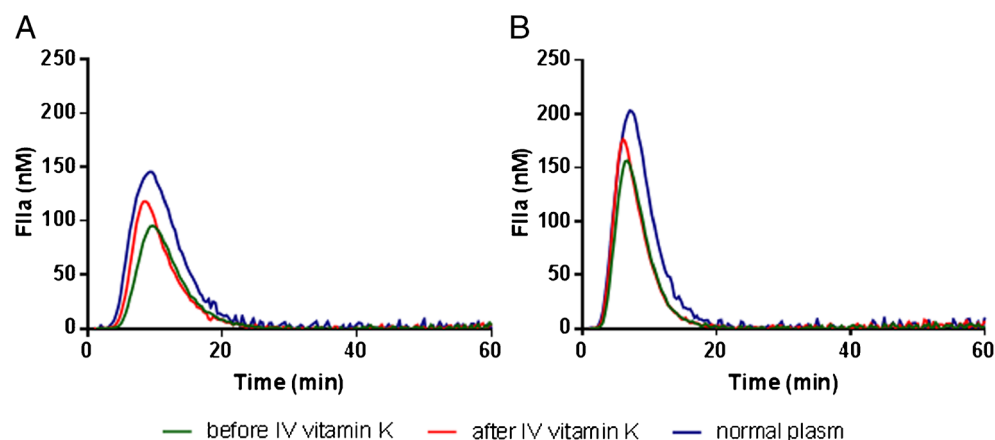 A
B
250
200
150
100
50
0
FIIa (nM)
0
20
40
60
Time (min)
250
200
150
100
50
0
FIIa (nM)
0
20
40
60
Time (min)
before IV vitamin K
after IV vitamin K
normal plasm